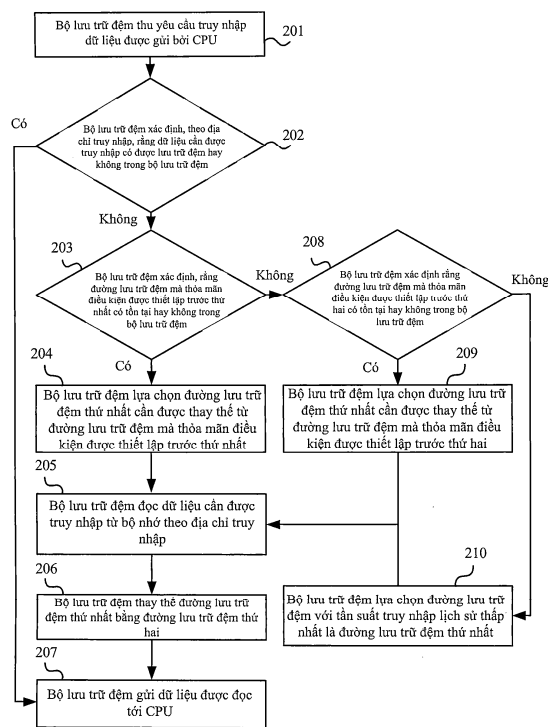 Bộ lưu trữ đệm thu yêu cầu truy nhập
dữ liệu được gửi bởi CPU
201
Có
Bộ lưu trữ đệm xác định, theo địa
chỉ truy nhập, rằng dữ liệu cần được
truy nhập có được lưu trữ đệm hay
không trong bộ lưu trữ đệm
202
Không
203
Bộ lưu trữ đệm xác định, rằng
đường lưu trữ đệm mà thỏa mãn
điều kiện được thiết lập trước thứ
nhất có tồn tại hay không trong
bộ lưu trữ đệm
Không
208
Bộ lưu trữ đệm xác định rằng
đường lưu trữ đệm mà thỏa mãn
điều kiện được thiết lập trước thứ
hai có tồn tại hay không trong bộ
lưu trữ đệm
Không
Có
Có
204
Bộ lưu trữ đệm lựa chọn đường lưu trữ
đệm thứ nhất cần được thay thế từ
đường lưu trữ đệm mà thỏa mãn điều
kiện được thiết lập trước thứ nhất
209
Bộ lưu trữ đệm lựa chọn đường lưu trữ
đệm thứ nhất cần được thay thế từ
đường lưu trữ đệm mà thỏa mãn điều
kiện được thiết lập trước thứ hai
205
Bộ lưu trữ đệm đọc dữ liệu cần được
truy nhập từ bộ nhớ theo địa chỉ truy
nhập
206
Bộ lưu trữ đệm thay thế đường lưu trữ
đệm thứ nhất bằng đường lưu trữ đệm thứ
hai
210
Bộ lưu trữ đệm lựa chọn đường lưu trữ
đệm với tần suất truy nhập lịch sử thấp
nhất là đường lưu trữ đệm thứ nhất
207
Bộ lưu trữ đệm gửi dữ liệu được đọc
tới CPU